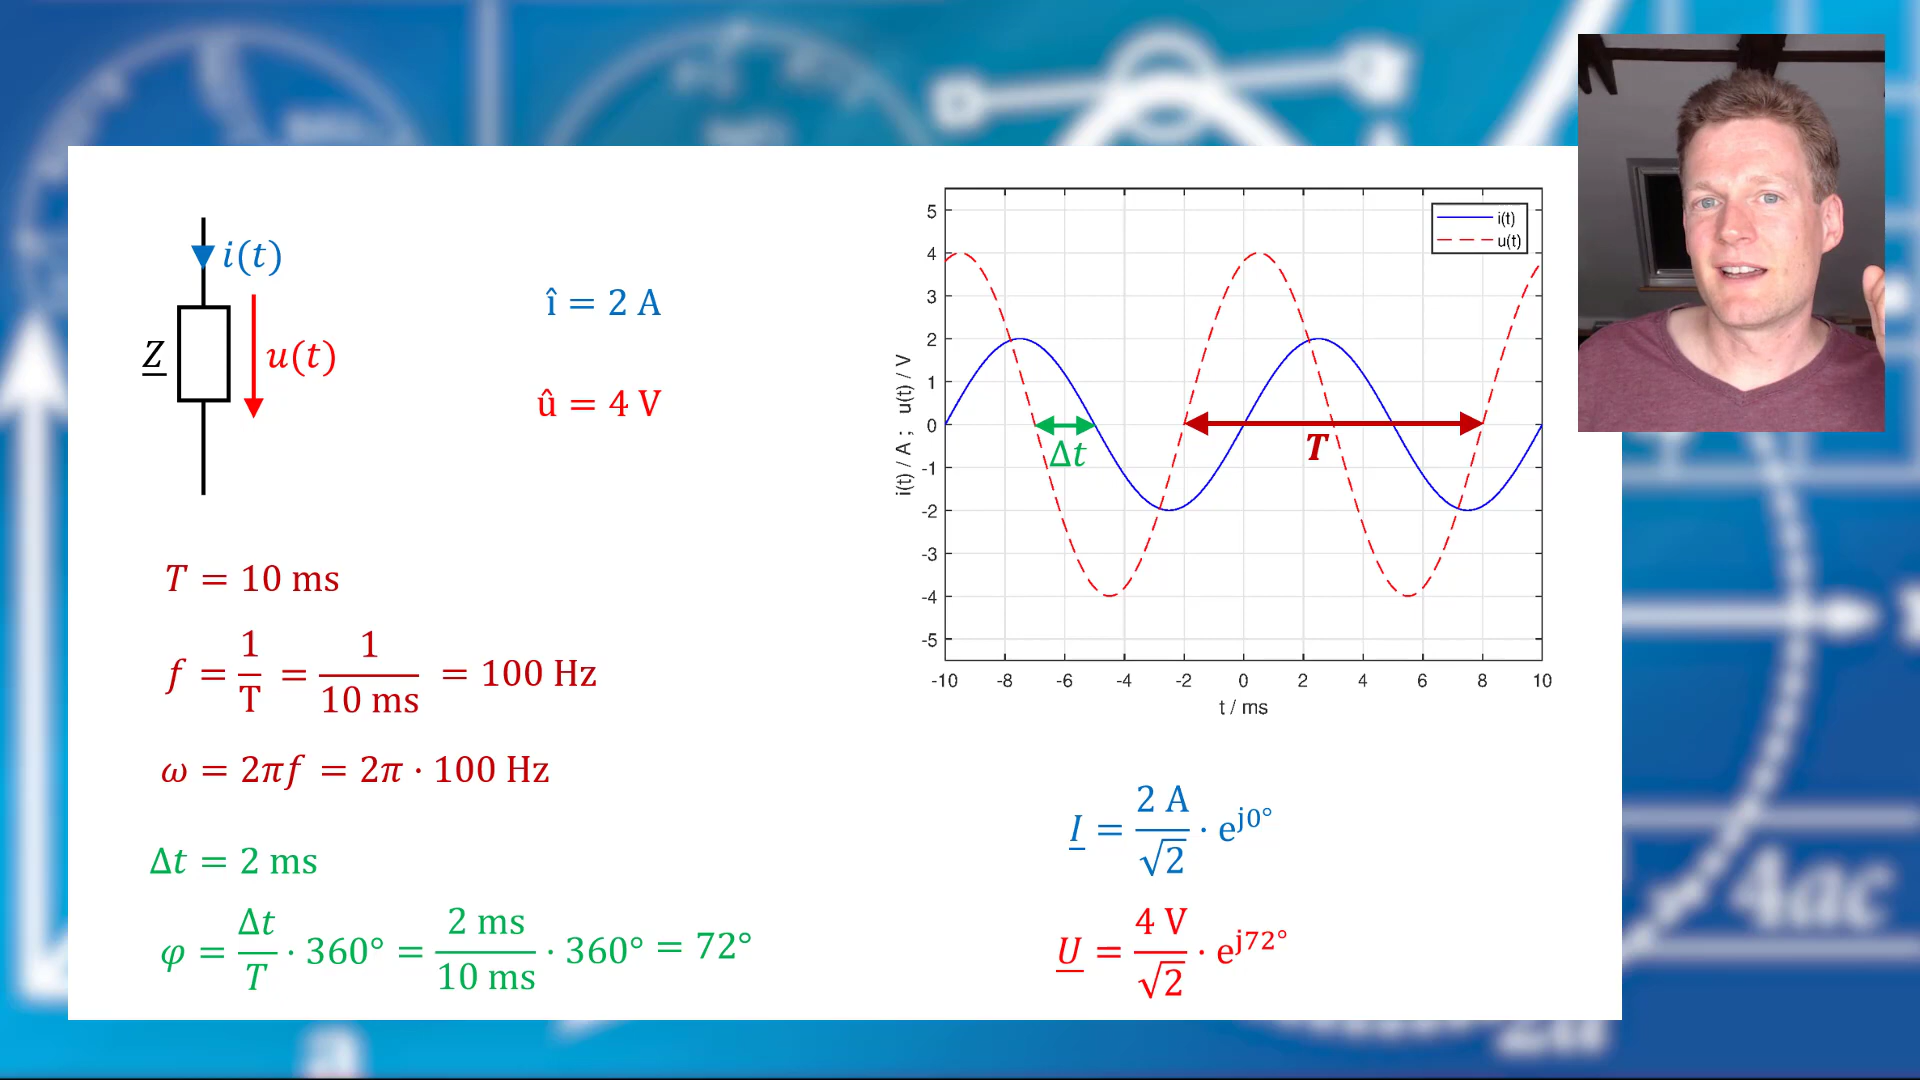 i(t)
Z
u(t)
î = 2 A
û = 4 V
T = 10 ms
f = 1/T = 1/10 ms = 100 Hz
ω = 2πf = 2π · 100 Hz
Δt = 2 ms
φ = Δt/T · 360° = 2 ms/10 ms · 360° = 72°
i(t) / A ; u(t) / V
5
4
3
2
1
0
-1
-2
-3
-4
-5
i(t)
u(t)
Δt
T
-10 -8 -6 -4 -2 0 2 4 6 8 10
t / ms
I = 2 A/√2 · e^j0°
U = 4 V/√2 · e^j72°
4ac
a